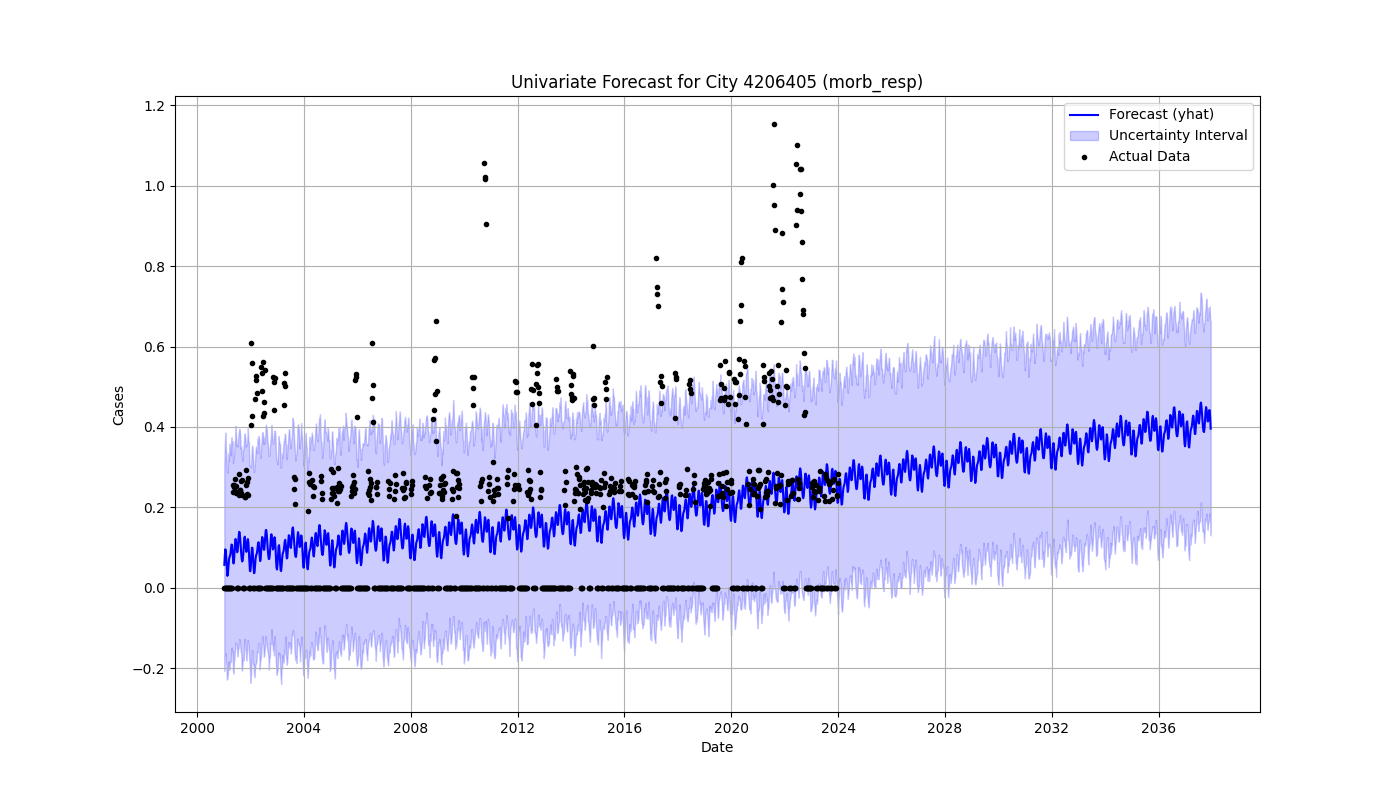 Univariate Forecast for City 4206405 (morb_resp)
Forecast (yhat)
Uncertainty Interval
Actual Data
1.2
1.0
0.8
0.6
0.4
0.2
0.0
−0.2
Cases
2000 2004 2008 2012 2016 2020 2024 2028 2032 2036
Date